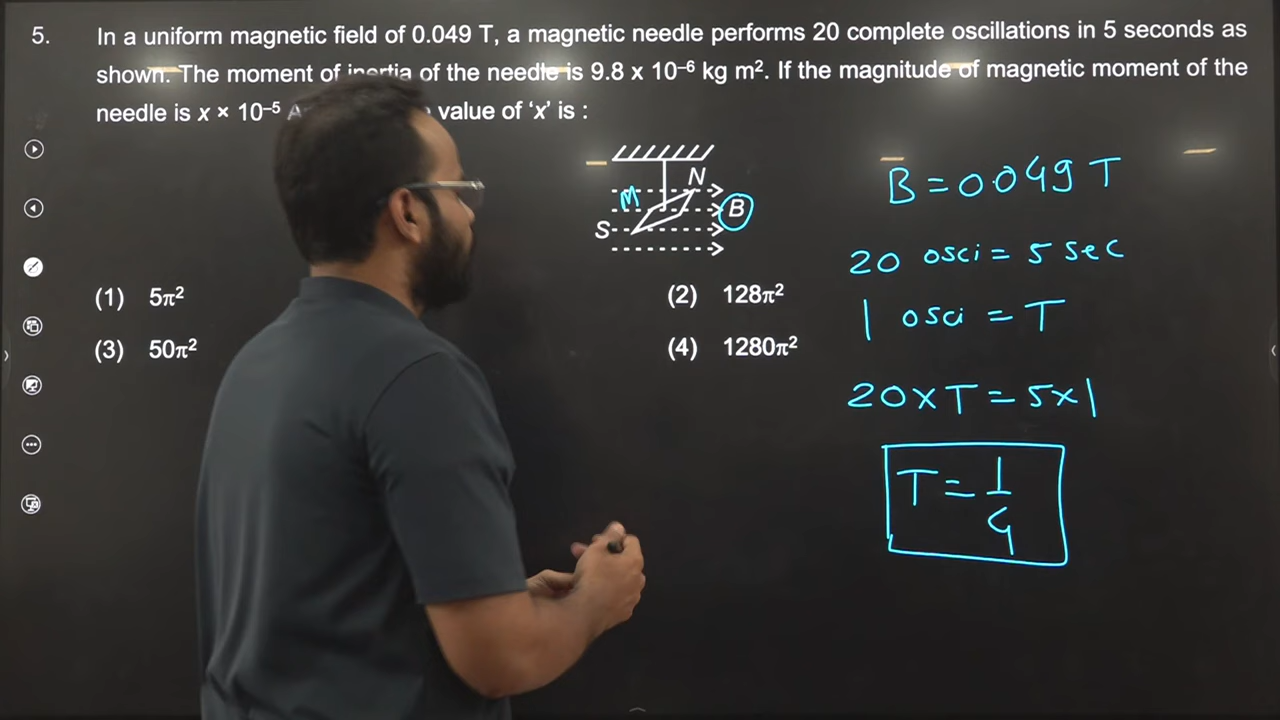 5. In a uniform magnetic field of 0.049 T, a magnetic needle performs 20 complete oscillations in 5 seconds as
shown. The moment of inertia of the needle is 9.8 x 10⁻⁶ kg m². If the magnitude of magnetic moment of the
needle is x × 10⁻⁵ value of 'x' is :
N
M
B
S
(1) 5π²
(2) 128π²
(3) 50π²
(4) 1280π²
B = 0.049 T
20 osci = 5 sec
1 osci = T
20 × T = 5 × 1
T = 1/4